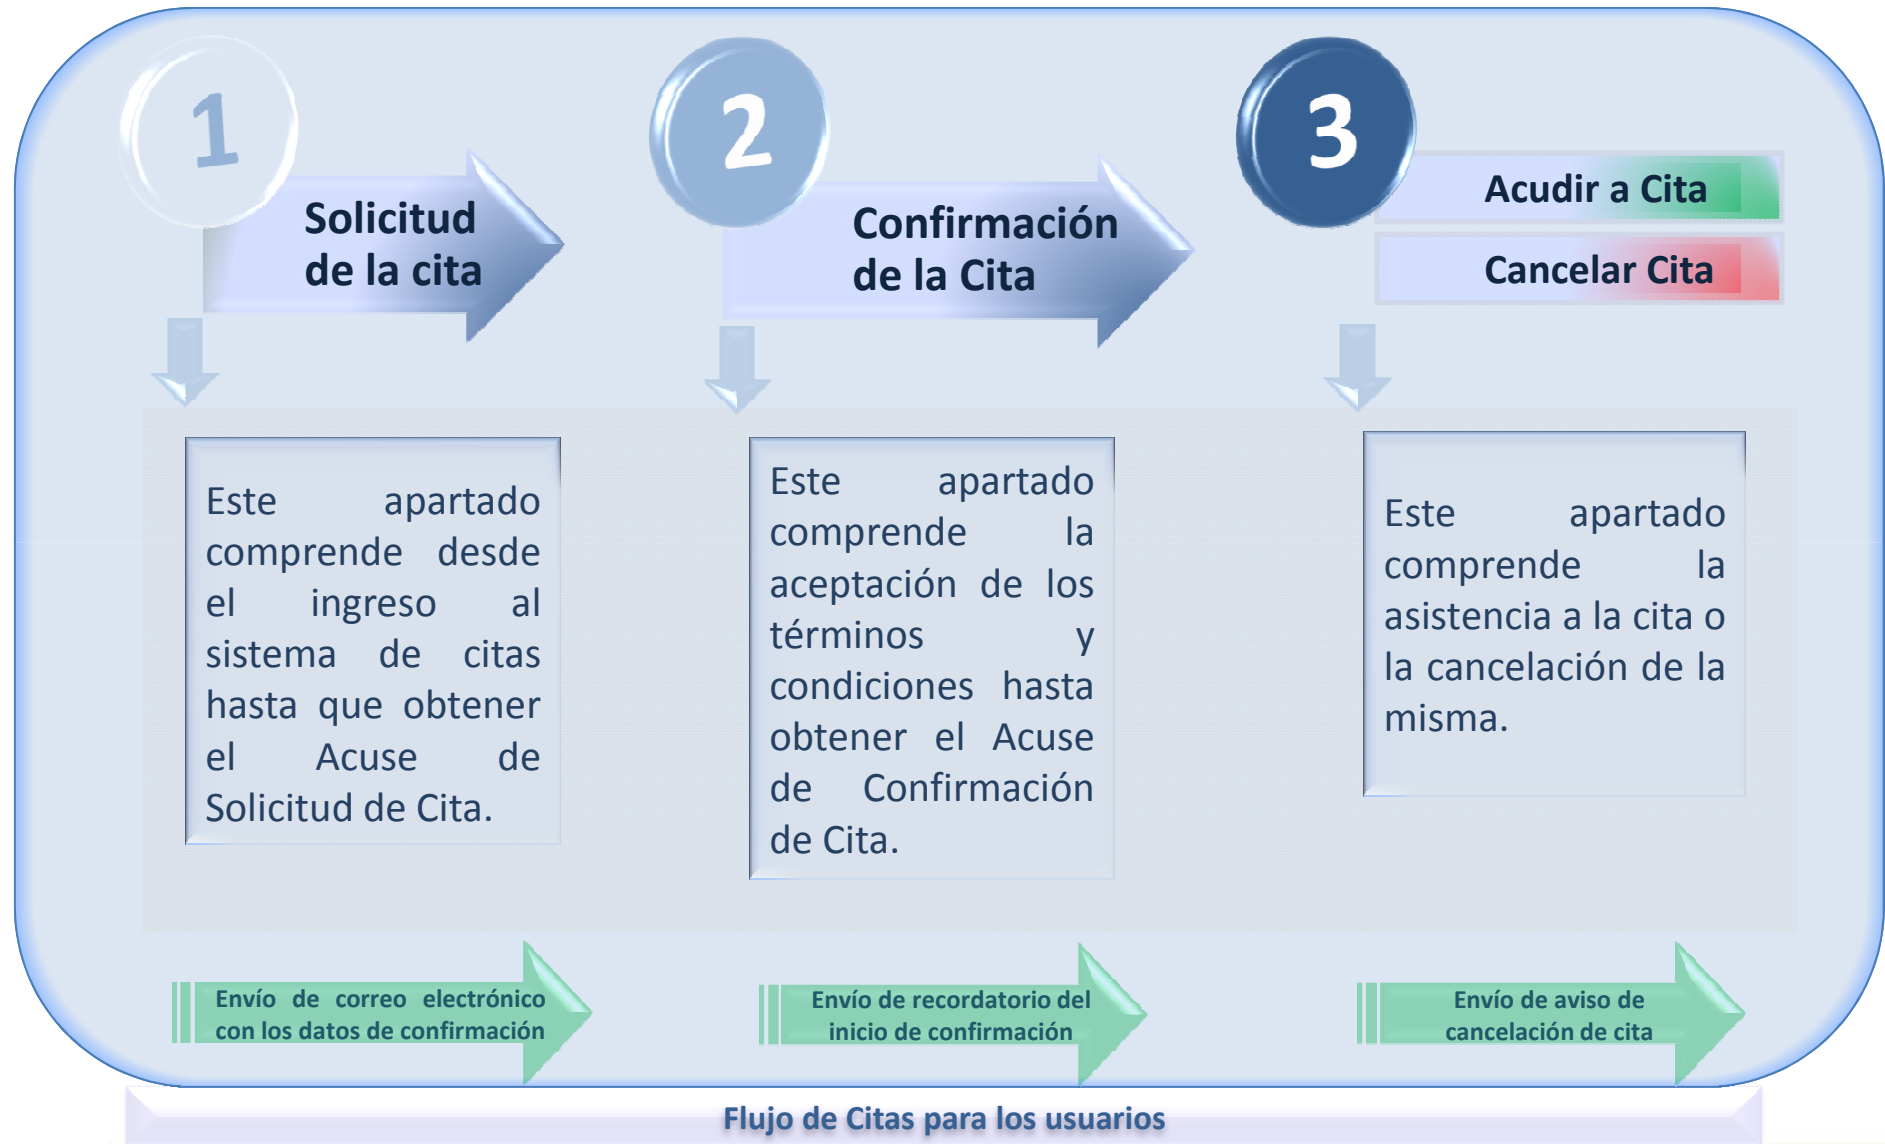 1
Solicitud
de la cita
2
Confirmación
de la Cita
3
Acudir a Cita
Cancelar Cita
Este apartado
comprende desde
el ingreso al
sistema de citas
hasta que obtener
el Acuse de
Solicitud de Cita.
Este apartado
comprende la
aceptación de los
términos y
condiciones hasta
obtener el Acuse
de Confirmación
de Cita.
Este apartado
comprende la
asistencia a la cita o
la cancelación de la
misma.
Envío de correo electrónico
con los datos de confirmación
Envío de recordatorio del
inicio de confirmación
Envío de aviso de
cancelación de cita
Flujo de Citas para los usuarios